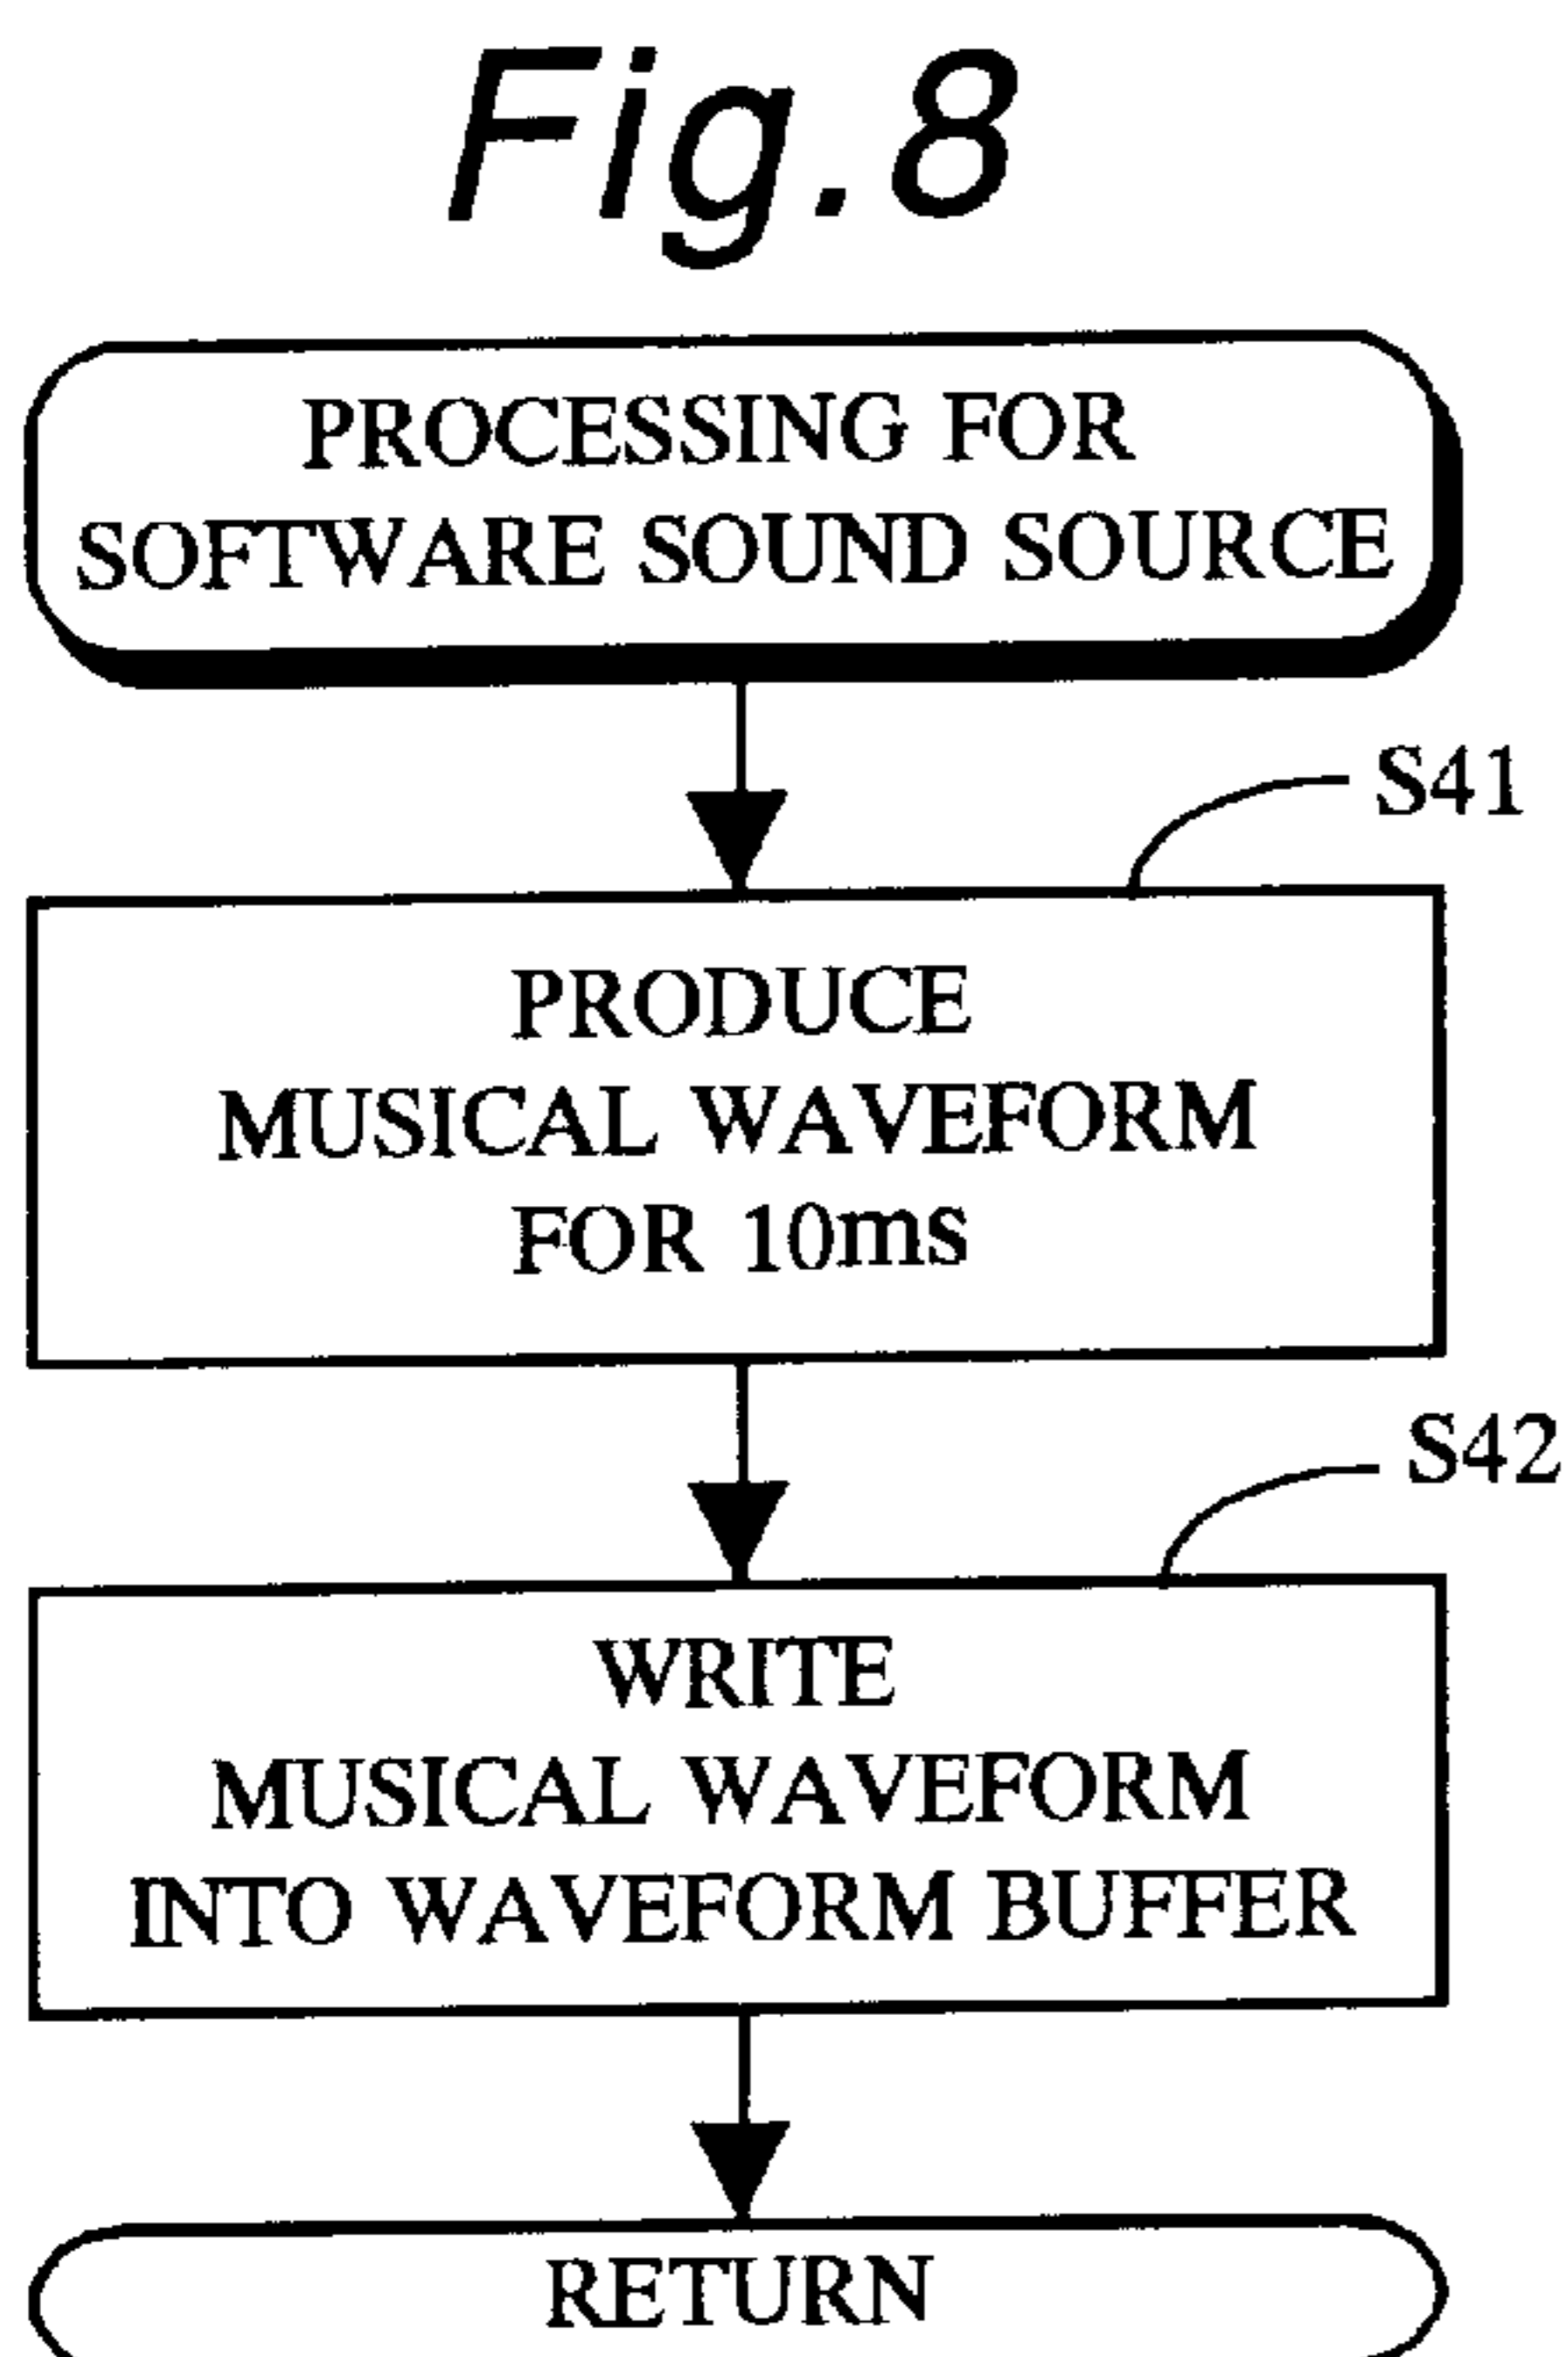 Fig.8
PROCESSING FOR
SOFTWARE SOUND SOURCE
S41
PRODUCE
MUSICAL WAVEFORM
FOR 10ms
S42
WRITE
MUSICAL WAVEFORM
INTO WAVEFORM BUFFER
RETURN